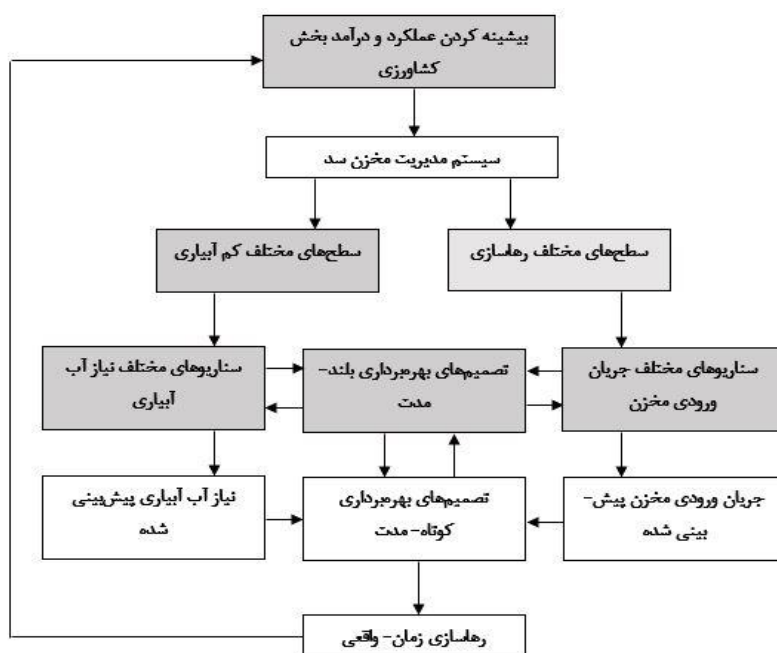 بیشینه کردن عملکرد و درآمد بخش
کشاورزی
سیستم مدیریت مخزن سد
سطح‌های مختلف رهاسازی
سطح‌های مختلف کم آبیاری
سناریوهای مختلف جریان
ورودی مخزن
تصمیم‌های بهره‌برداری بلند-
مدت
سناریوهای مختلف نیاز آب
آبیاری
جریان ورودی مخزن پیش-
بینی شده
تصمیم‌های بهره‌برداری
کوتاه-مدت
نیاز آب آبیاری پیش‌بینی
شده
رهاسازی زمان- واقعی